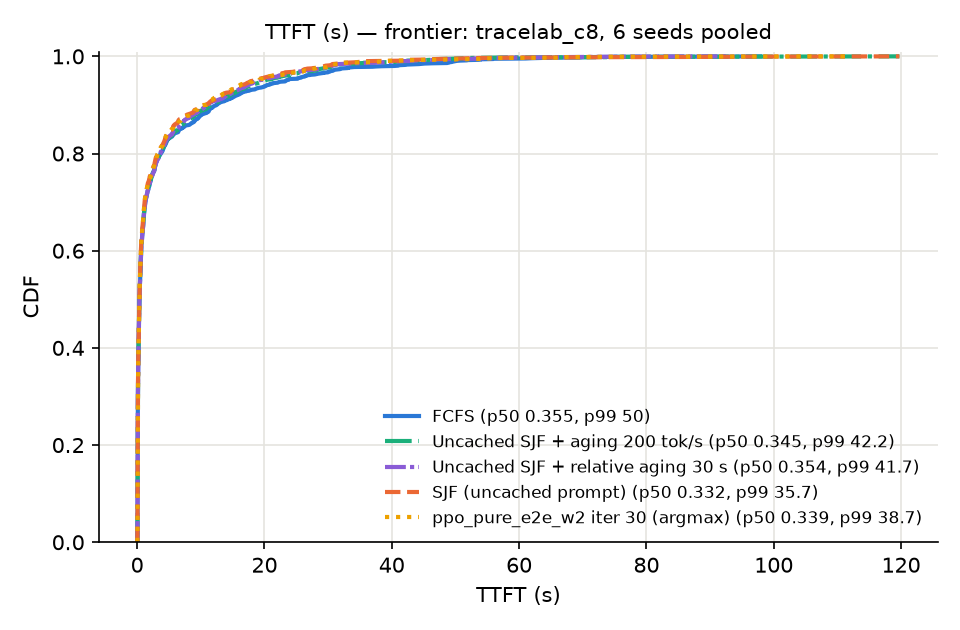 TTFT (s) — frontier: tracelab_c8, 6 seeds pooled
1.0
0.8
0.6
0.4
0.2
0.0
CDF
FCFS (p50 0.355, p99 50)
Uncached SJF + aging 200 tok/s (p50 0.345, p99 42.2)
Uncached SJF + relative aging 30 s (p50 0.354, p99 41.7)
SJF (uncached prompt) (p50 0.332, p99 35.7)
ppo_pure_e2e_w2 iter 30 (argmax) (p50 0.339, p99 38.7)
0 20 40 60 80 100 120
TTFT (s)